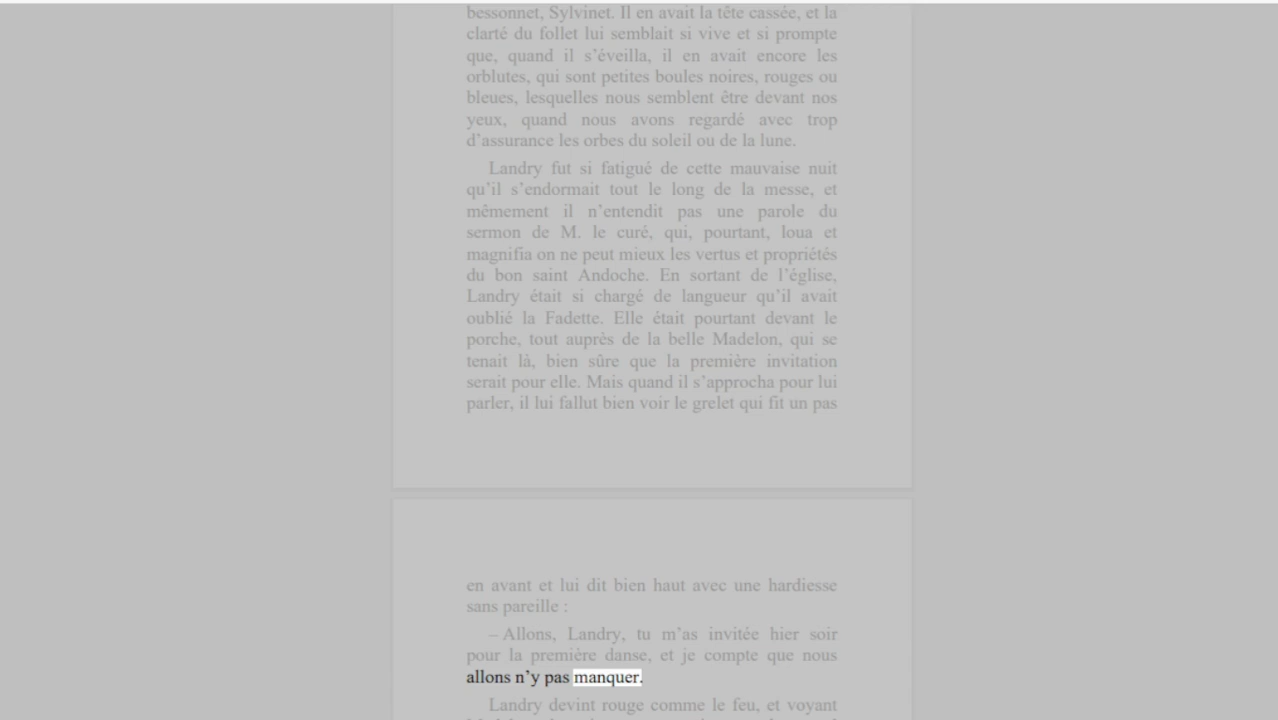 bessonnet, Sylvinet. Il en avait la tête cassée, et la
clarté du follet lui semblait si vive et si prompte
que, quand il s’éveilla, il en avait encore les
orblutes, qui sont petites boules noires, rouges ou
bleues, lesquelles nous semblent être devant nos
yeux, quand nous avons regardé avec trop
d’assurance les orbes du soleil ou de la lune.
Landry fut si fatigué de cette mauvaise nuit
qu’il s’endormait tout le long de la messe, et
mêmement il n’entendit pas une parole du
sermon de M. le curé, qui, pourtant, loua et
magnifia on ne peut mieux les vertus et propriétés
du bon saint Andoche. En sortant de l’église,
Landry était si chargé de langueur qu’il avait
oublié la Fadette. Elle était pourtant devant le
porche, tout auprès de la belle Madelon, qui se
tenait là, bien sûre que la première invitation
serait pour elle. Mais quand il s’approcha pour lui
parler, il lui fallut bien voir le grelet qui fit un pas
en avant et lui dit bien haut avec une hardiesse
sans pareille :
– Allons, Landry, tu m’as invitée hier soir
pour la première danse, et je compte que nous
allons n’y pas manquer.
Landry devint rouge comme le feu, et voyant